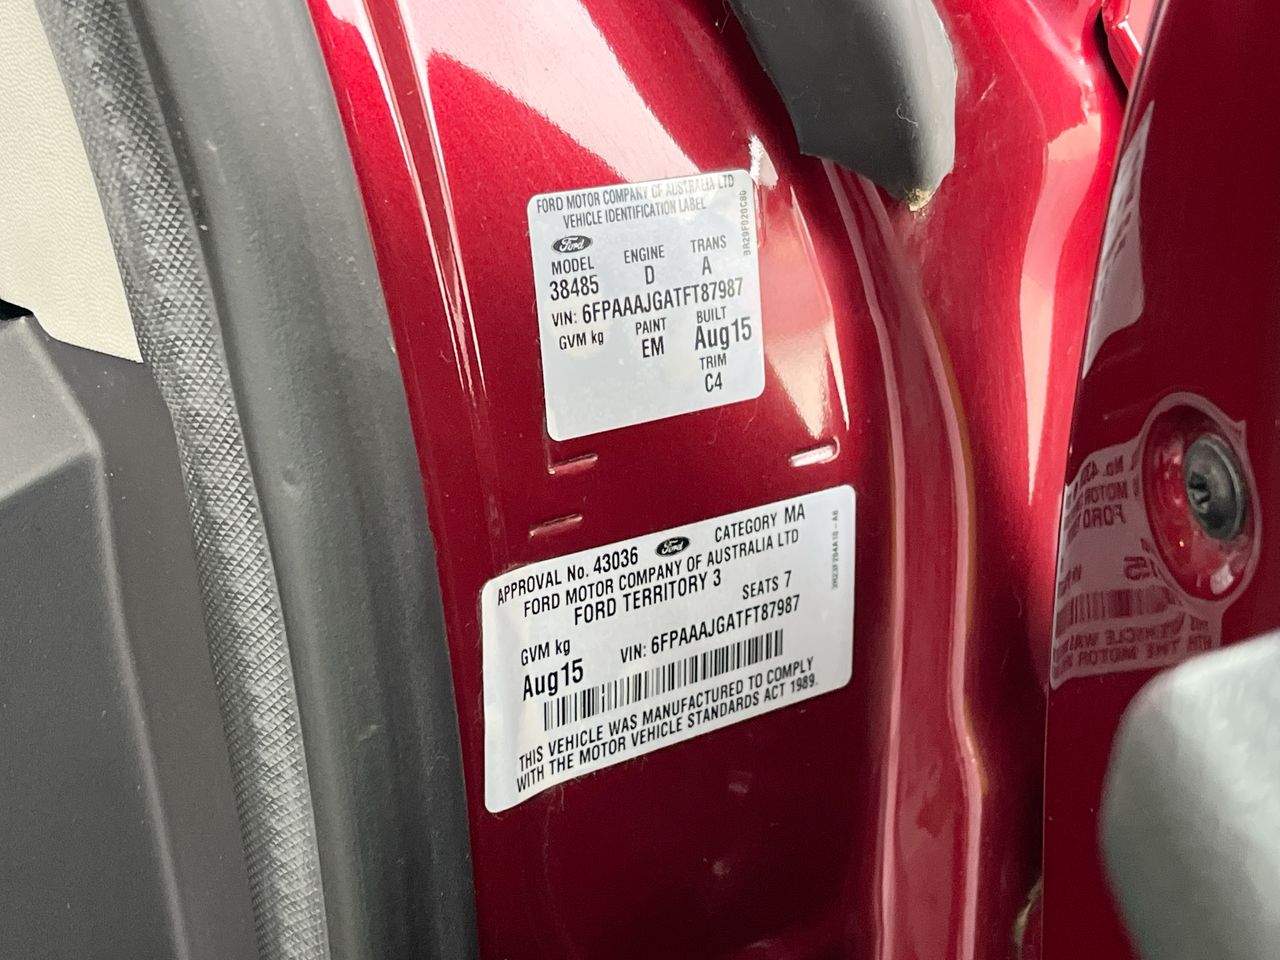 FORD MOTOR COMPANY OF AUSTRALIA LTD
VEHICLE IDENTIFICATION LABEL
BR29F020C80
Ford
MODEL ENGINE TRANS
38485 D A
VIN: 6FPAAAJGATFT87987
GVM kg PAINT BUILT
EM Aug15
TRIM
C4
APPROVAL No. 43036 Ford CATEGORY MA
FORD MOTOR COMPANY OF AUSTRALIA LTD
FORD TERRITORY 3
SEATS 7
GVM kg
VIN: 6FPAAAJGATFT87987
Aug15
THIS VEHICLE WAS MANUFACTURED TO COMPLY
WITH THE MOTOR VEHICLE STANDARDS ACT 1989.